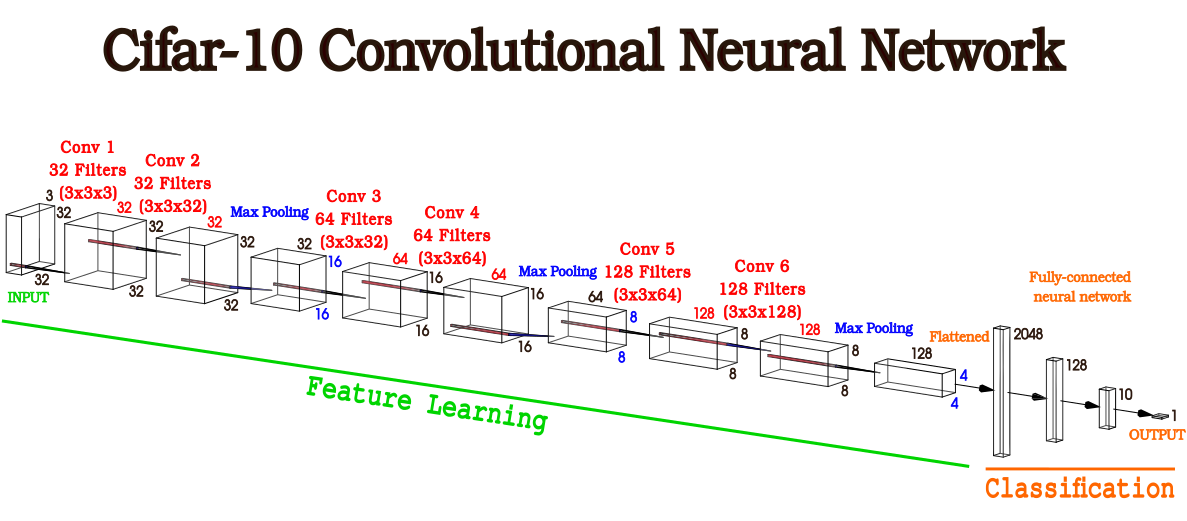 Cifar-10 Convolutional Neural Network
Conv 1
32 Filters
(3x3x3)
Conv 2
32 Filters
(3x3x32)
Max Pooling
Conv 3
64 Filters
(3x3x32)
Conv 4
64 Filters
(3x3x64)
Max Pooling
Conv 5
128 Filters
(3x3x64)
Conv 6
128 Filters
(3x3x128)
Max Pooling
3
32
32
INPUT
32
32
32
32
32
32
32
16
16
64
16
16
64
16
16
64
8
8
128
8
8
128
8
8
128
4
4
Flattened
2048
Fully-connected
neural network
128
10
1
OUTPUT
Feature Learning
Classification